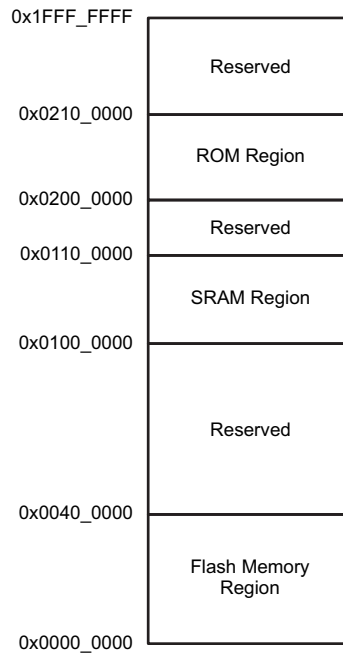 0x1FFF_FFFF
Reserved
0x0210_0000
ROM Region
0x0200_0000
Reserved
0x0110_0000
SRAM Region
0x0100_0000
Reserved
0x0040_0000
Flash Memory
Region
0x0000_0000